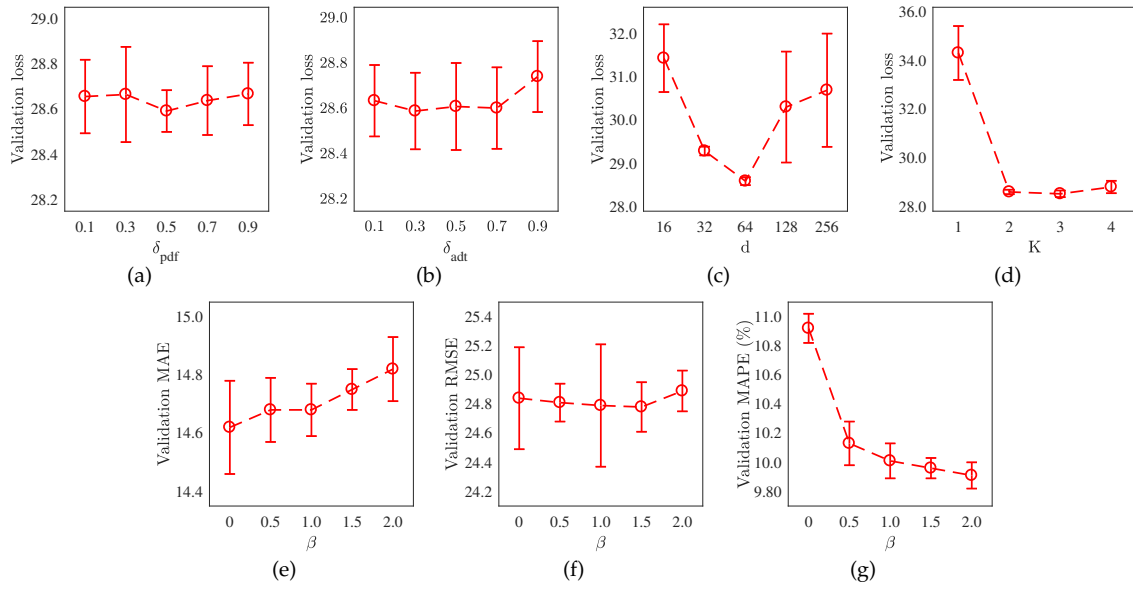 29.0
28.8
28.6
28.4
28.2
Validation loss
0.1 0.3 0.5 0.7 0.9
δ_pdf
(a)
29.0
28.8
28.6
28.4
28.2
Validation loss
0.1 0.3 0.5 0.7 0.9
δ_adt
(b)
32.0
31.0
30.0
29.0
28.0
Validation loss
16 32 64 128 256
d
(c)
36.0
34.0
32.0
30.0
28.0
Validation loss
1 2 3 4
K
(d)
15.0
14.8
14.6
14.4
Validation MAE
0 0.5 1.0 1.5 2.0
β
(e)
25.4
25.2
25.0
24.8
24.6
24.4
24.2
Validation RMSE
0 0.5 1.0 1.5 2.0
β
(f)
11.0
10.8
10.6
10.4
10.2
10.0
9.80
Validation MAPE (%)
0 0.5 1.0 1.5 2.0
β
(g)